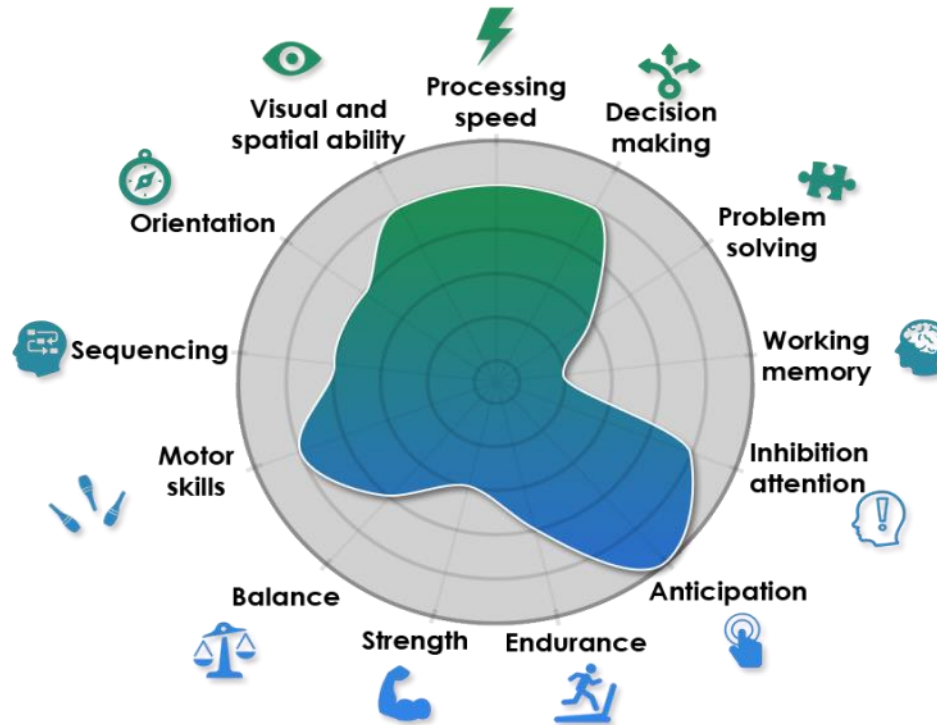 Processing
speed
Visual and
spatial ability
Decision
making
Orientation
Problem
solving
Sequencing
Working
memory
Motor
skills
Inhibition
attention
Balance
Anticipation
Strength
Endurance